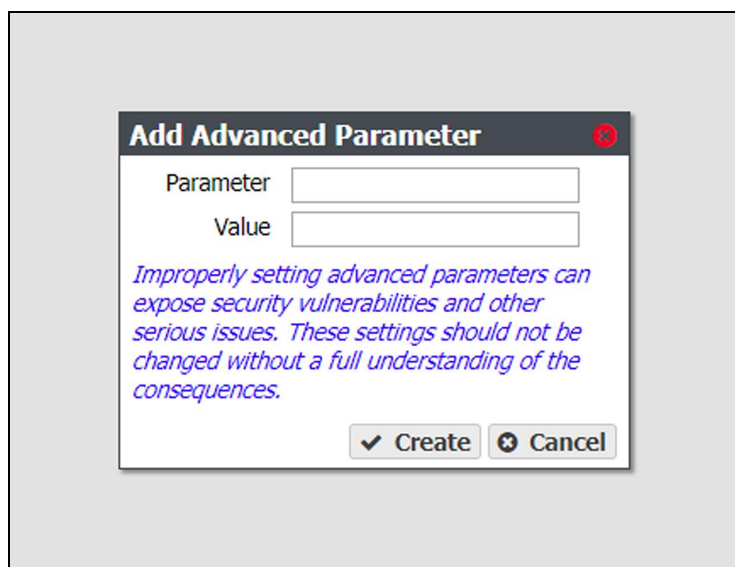 Add Advanced Parameter
Parameter
Value
Improperly setting advanced parameters can
expose security vulnerabilities and other
serious issues. These settings should not be
changed without a full understanding of the
consequences.
Create Cancel